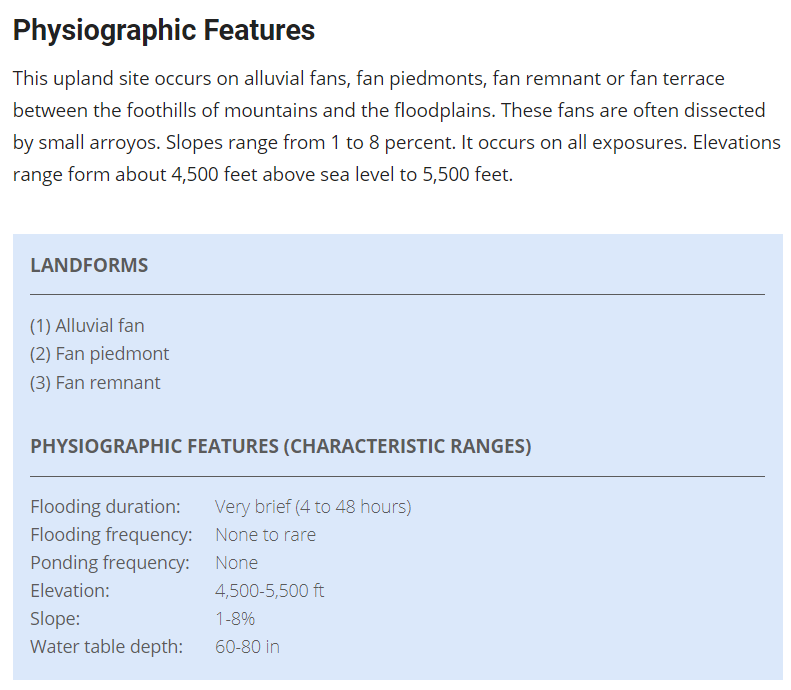 Physiographic Features
This upland site occurs on alluvial fans, fan piedmonts, fan remnant or fan terrace
between the foothills of mountains and the floodplains. These fans are often dissected
by small arroyos. Slopes range from 1 to 8 percent. It occurs on all exposures. Elevations
range form about 4,500 feet above sea level to 5,500 feet.
LANDFORMS
(1) Alluvial fan
(2) Fan piedmont
(3) Fan remnant
PHYSIOGRAPHIC FEATURES (CHARACTERISTIC RANGES)
Flooding duration: Very brief (4 to 48 hours)
Flooding frequency: None to rare
Ponding frequency: None
Elevation: 4,500-5,500 ft
Slope: 1-8%
Water table depth: 60-80 in